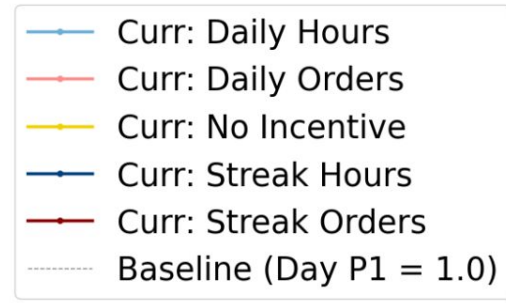 Curr: Daily Hours
Curr: Daily Orders
Curr: No Incentive
Curr: Streak Hours
Curr: Streak Orders
Baseline (Day P1 = 1.0)